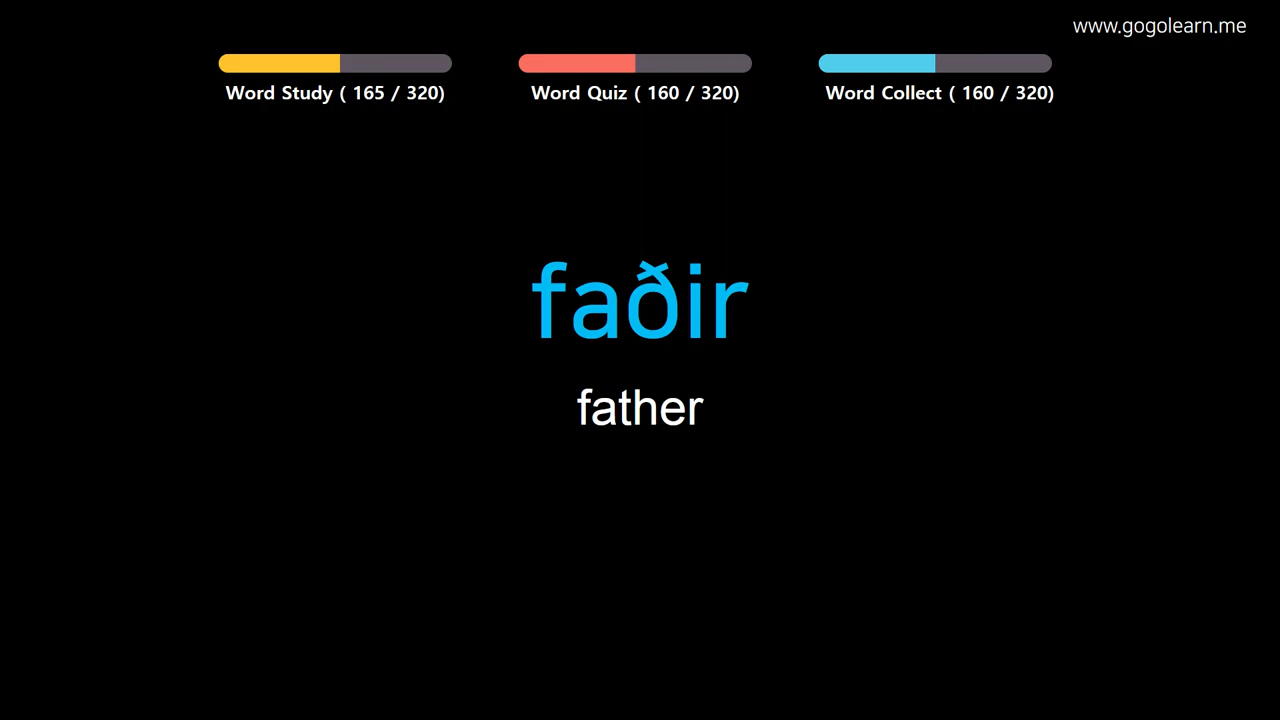 www.gogolearn.me
Word Study ( 165 / 320)
Word Quiz ( 160 / 320)
Word Collect ( 160 / 320)
faðir
father